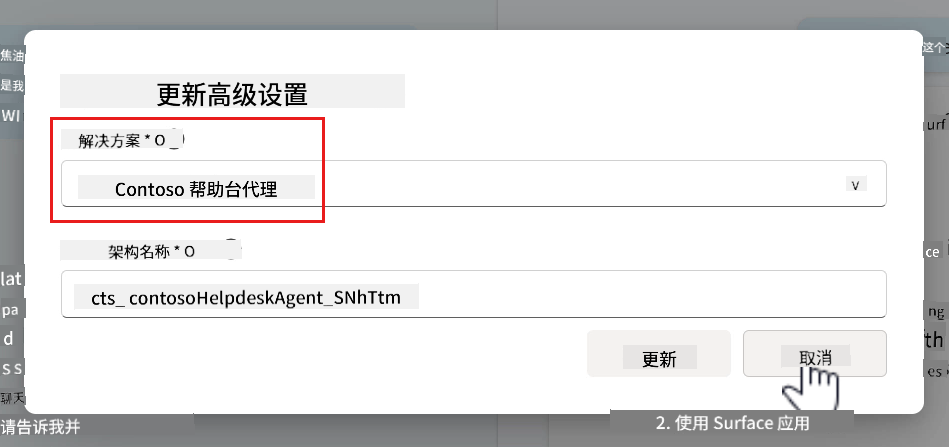 焦油
这个
是我
更新高级设置
WI
urf
解决方案 * O
Contoso 帮助台代理
v
架构名称 * O
ce
lat
cts_ contosoHelpdeskAgent_SNhTtm
pa
ng
d
th
更新
取消
s s
es
聊天
请告诉我并
2. 使用 Surface 应用